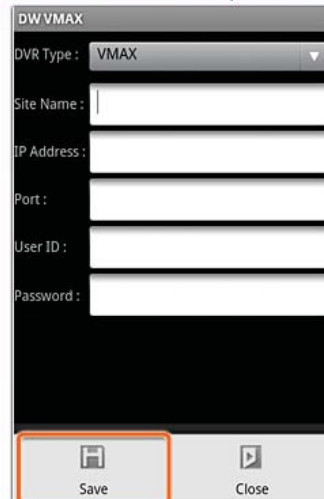 DW VMAX
DVR Type : VMAX
Site Name :
IP Address :
Port :
User ID :
Password :
Save Close